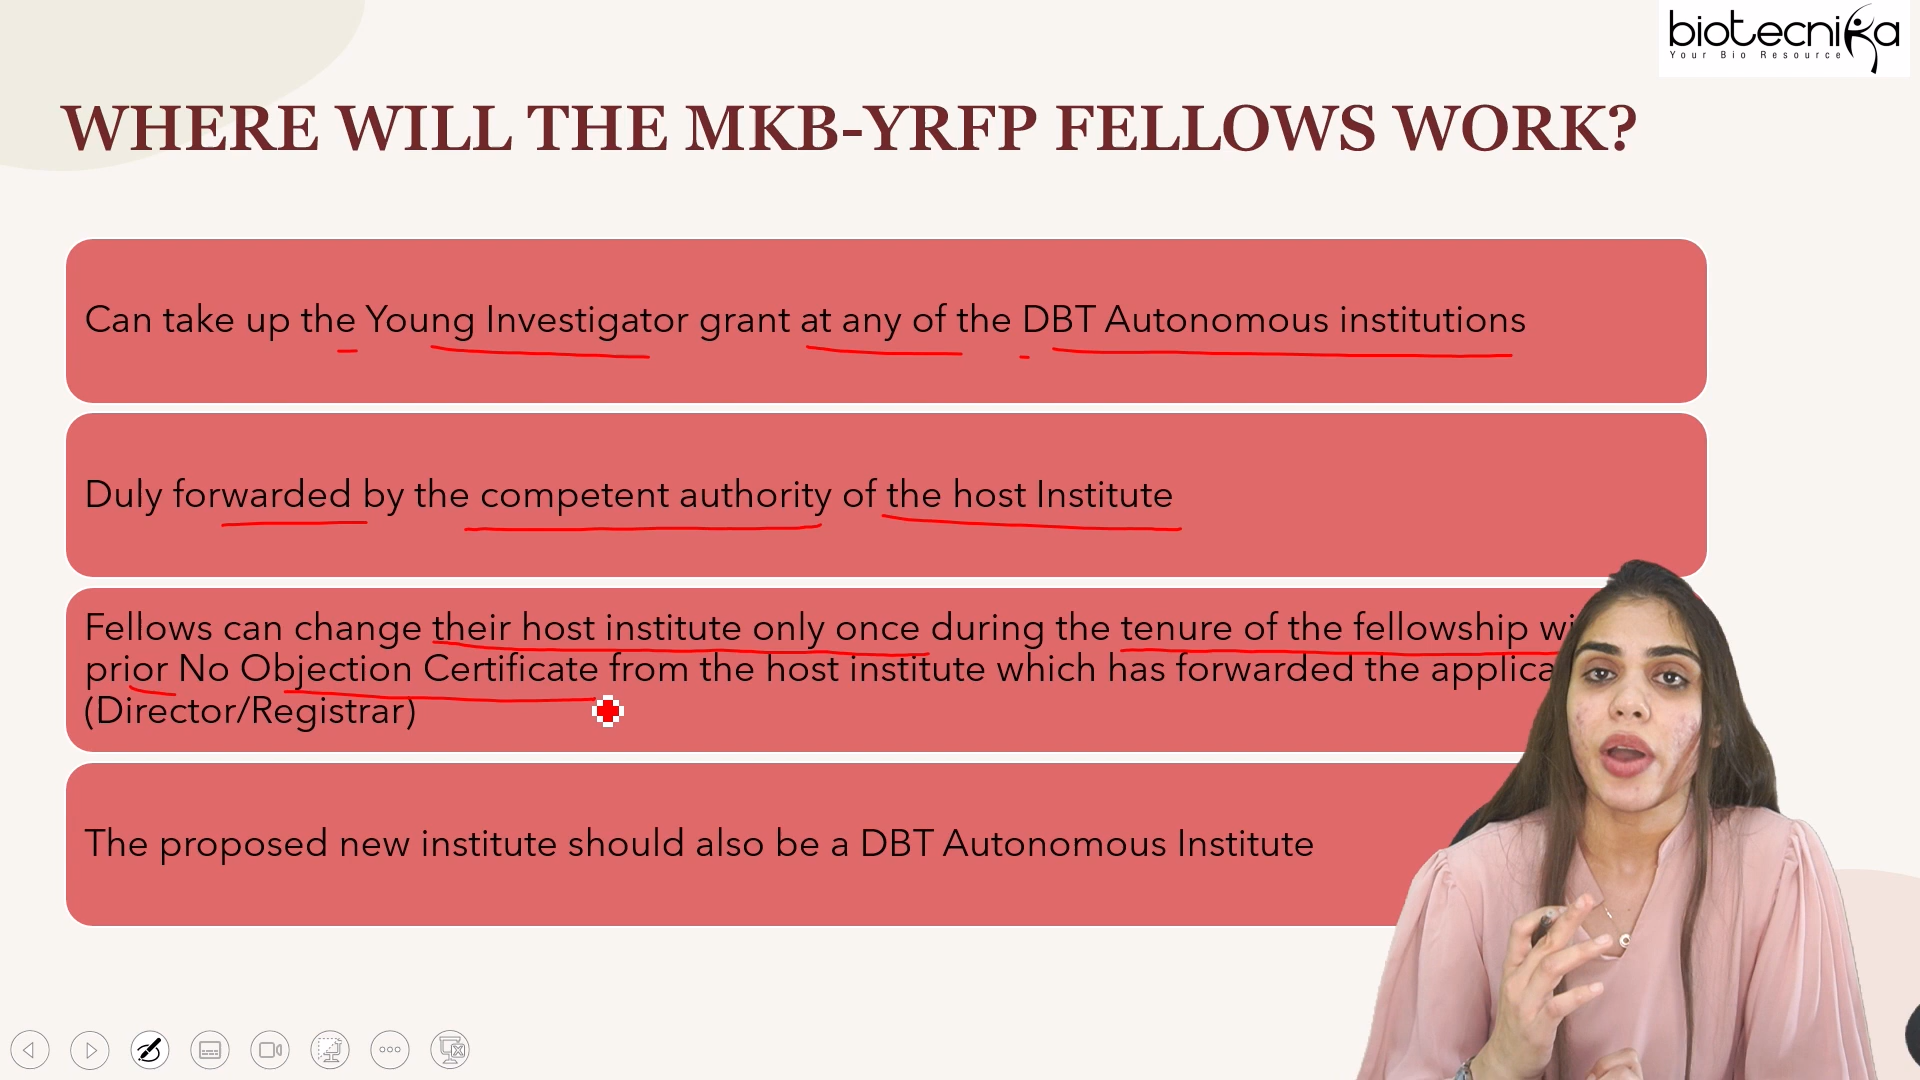 biotecnika
Your Bio Resource
WHERE WILL THE MKB-YRFP FELLOWS WORK?
Can take up the Young Investigator grant at any of the DBT Autonomous institutions
Duly forwarded by the competent authority of the host Institute
Fellows can change their host institute only once during the tenure of the fellowship
prior No Objection Certificate from the host institute which has forwarded the
(Director/Registrar)
The proposed new institute should also be a DBT Autonomous Institute